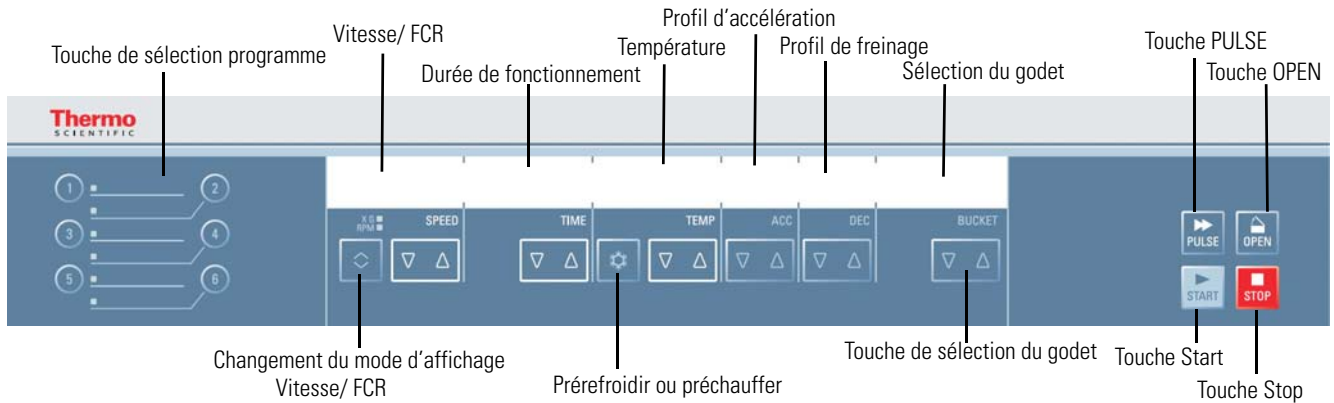 Profil d'accélération
Vitesse/ FCR
Température
Profil de freinage
Touche PULSE
Touche de sélection programme
Durée de fonctionnement
Sélection du godet
Touche OPEN
Thermo
SCIENTIFIC
1
2
3
4
5
6
X G
RPM
SPEED
TIME
TEMP
ACC
DEC
BUCKET
PULSE
OPEN
START
STOP
Changement du mode d'affichage
Vitesse/ FCR
Prérefroidir ou préchauffer
Touche de sélection du godet
Touche Start
Touche Stop